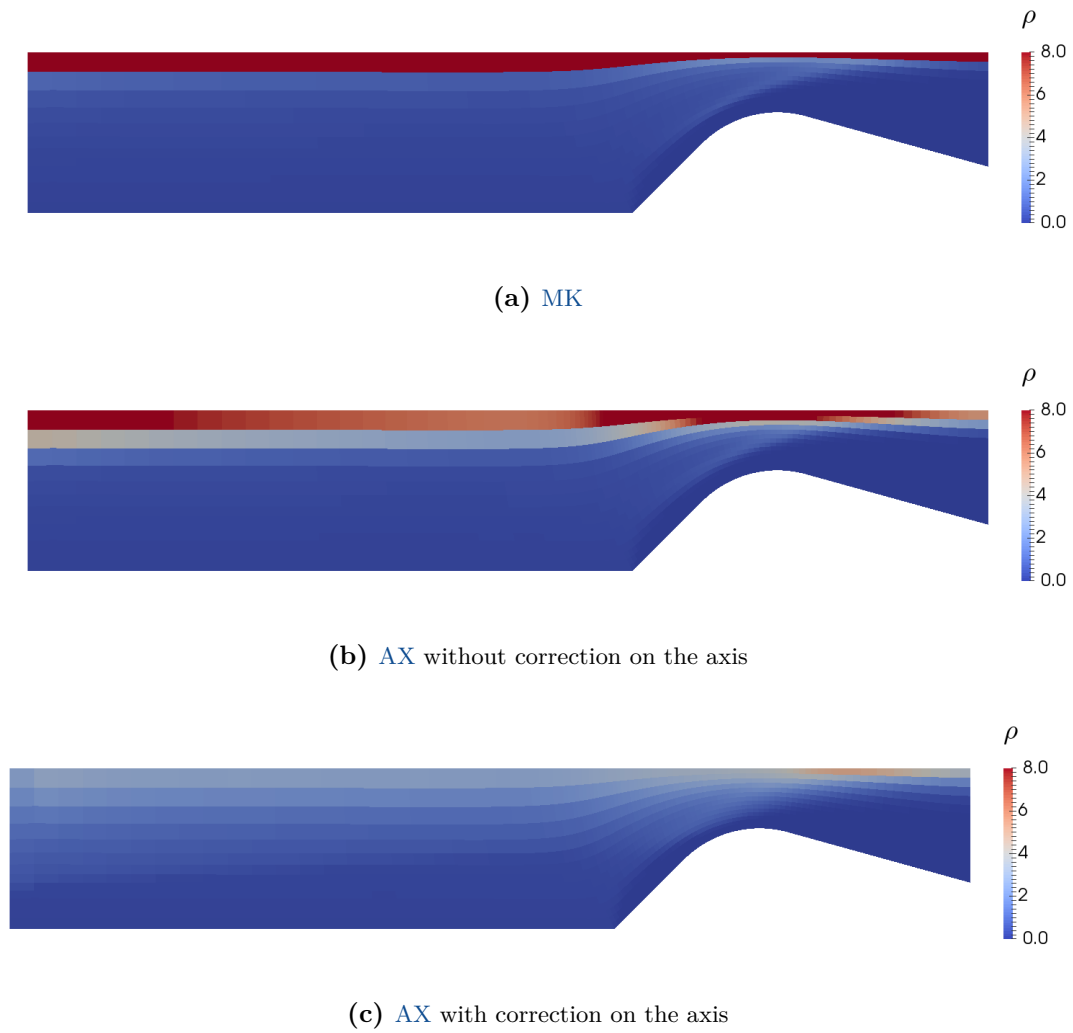 ρ
8.0
6
4
2
0.0
(a) MK
ρ
8.0
6
4
2
0.0
(b) AX without correction on the axis
ρ
8.0
6
4
2
0.0
(c) AX with correction on the axis